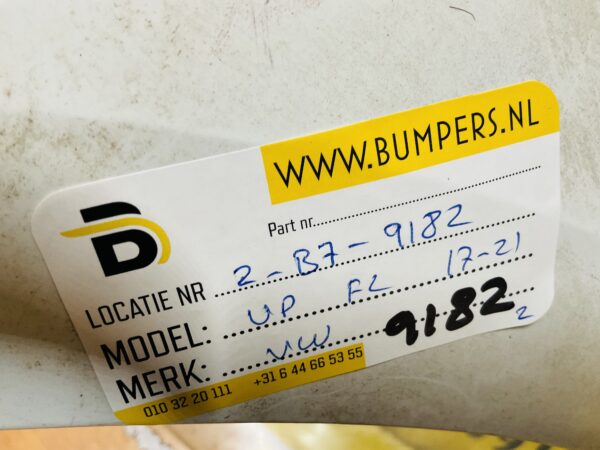 WWW.BUMPERS.NL
B
Part nr.
LOCATIE NR 2-B7-9182
MODEL: UP FL 17-21
MERK: VW 9182 2
010 32 20 111 +31 6 44 66 53 55